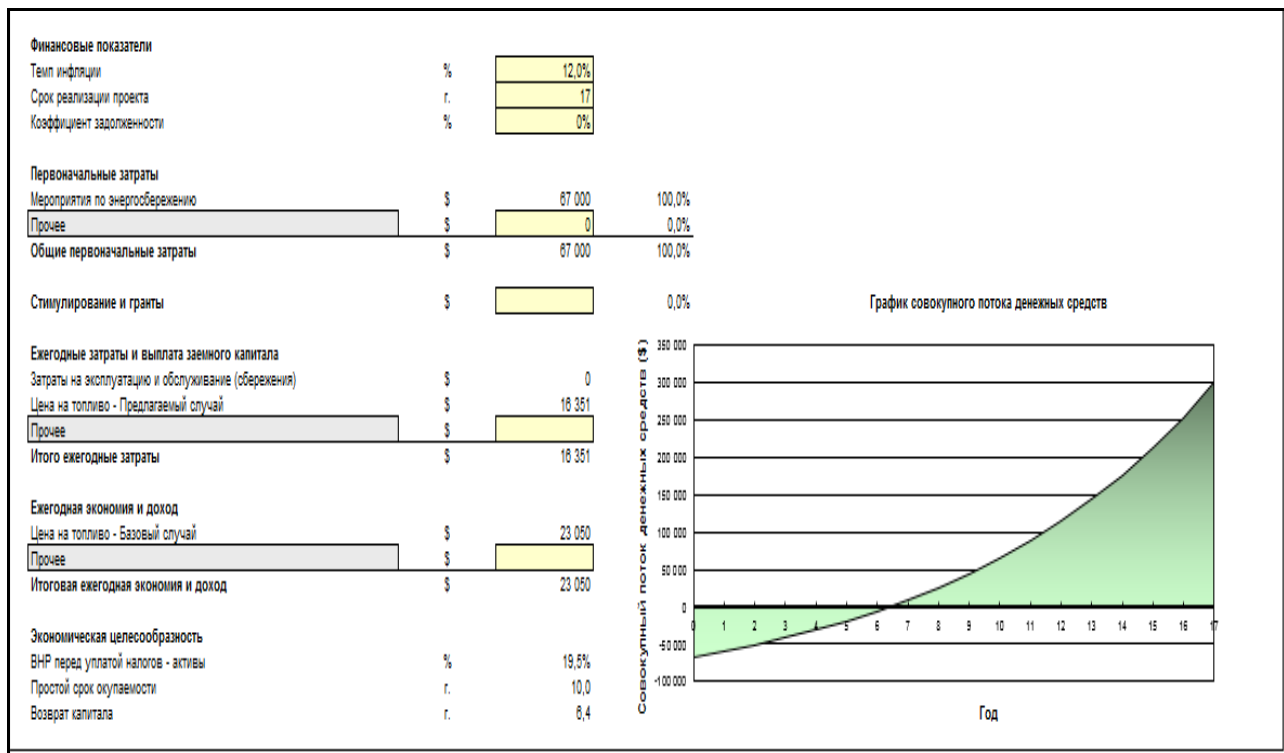 Финансовые показатели
Темп инфляции % 12,0%
Срок реализации проекта г. 17
Коэффициент задолженности % 0%
Первоначальные затраты
Мероприятия по энергосбережению $ 67 000 100,0%
Прочее $ 0 0,0%
Общие первоначальные затраты $ 67 000 100,0%
Стимулирование и гранты $ 0,0%
Ежегодные затраты и выплата заемного капитала
Затраты на эксплуатацию и обслуживание (сбережения) $ 0
Цена на топливо - Предлагаемый случай $ 16 351
Прочее $
Итого ежегодные затраты $ 16 351
Ежегодная экономия и доход
Цена на топливо - Базовый случай $ 23 050
Прочее $
Итоговая ежегодная экономия и доход $ 23 050
Экономическая целесообразность
ВНР перед уплатой налогов - активы % 19,5%
Простой срок окупаемости г. 10,0
Возврат капитала г. 6,4
График совокупного потока денежных средств
Совокупный поток денежных средств ($)
350 000
300 000
250 000
200 000
150 000
100 000
50 000
0
-50 000
-100 000
0 1 2 3 4 5 6 7 8 9 10 11 12 13 14 15 16 17
Год